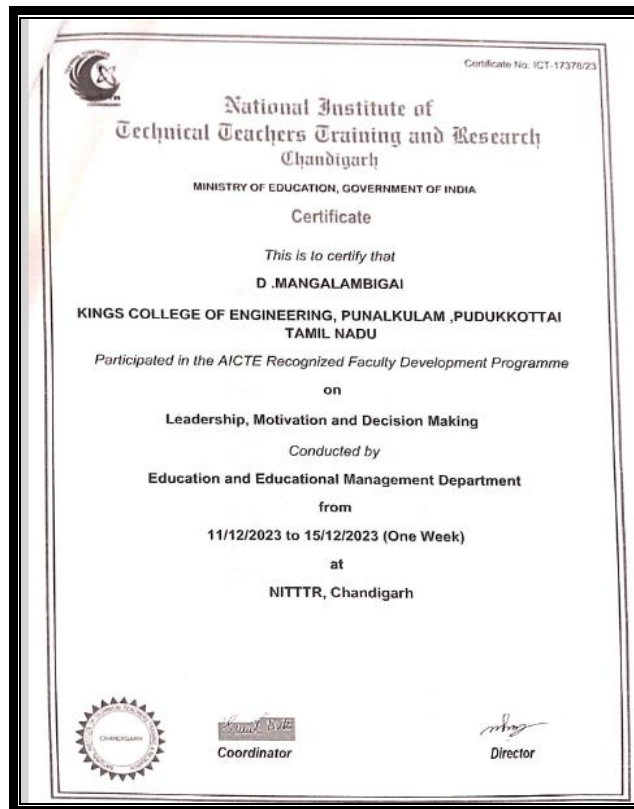 Certificate No: ICT-17378/23
National Institute of
Technical Teachers Training and Research
Chandigarh
MINISTRY OF EDUCATION, GOVERNMENT OF INDIA
Certificate
This is to certify that
D .MANGALAMBIGAI
KINGS COLLEGE OF ENGINEERING, PUNALKULAM ,PUDUKKOTTAI
TAMIL NADU
Participated in the AICTE Recognized Faculty Development Programme
on
Leadership, Motivation and Decision Making
Conducted by
Education and Educational Management Department
from
11/12/2023 to 15/12/2023 (One Week)
at
NITTTR, Chandigarh
CHANDIGARH
Coordinator
Director